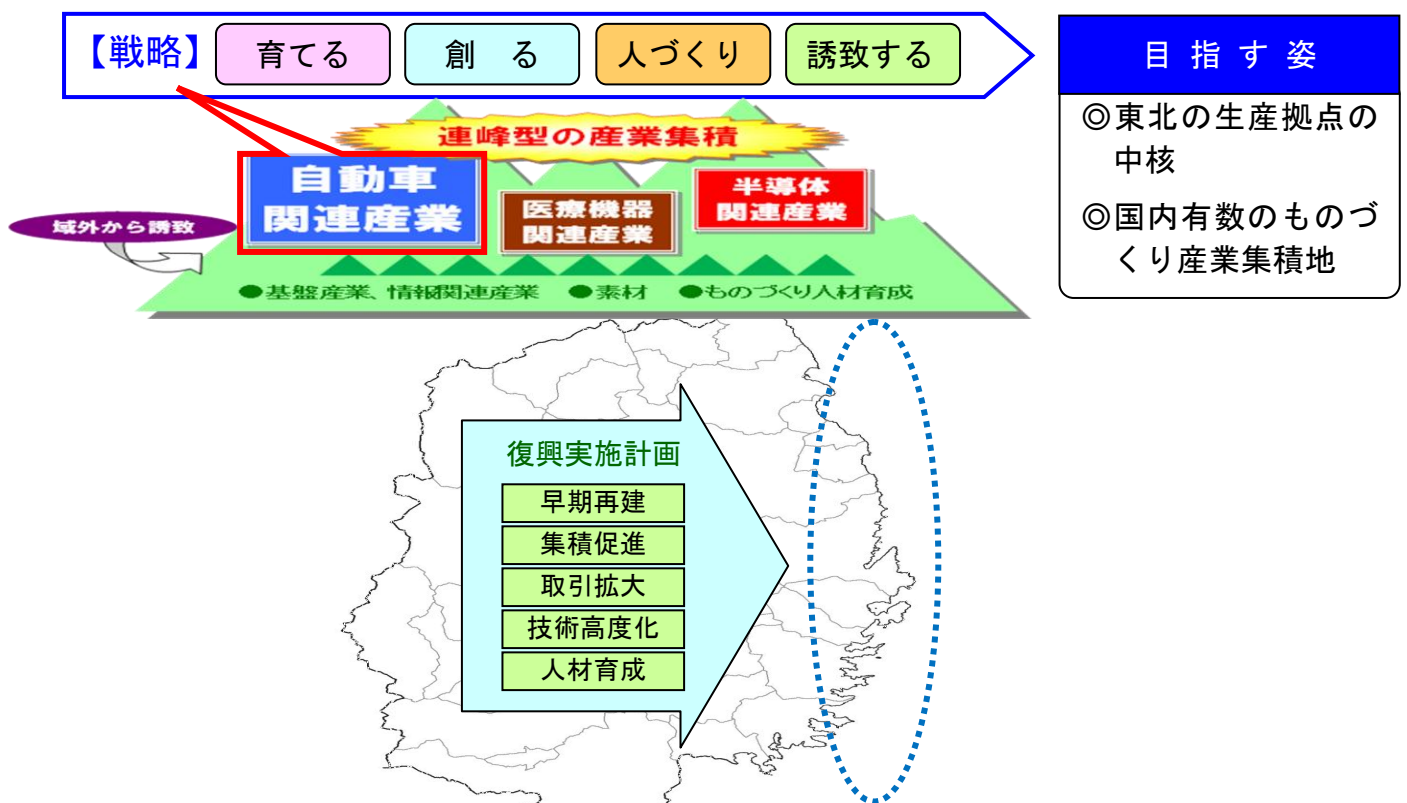 【戦略】 育てる 創 る 人づくり 誘致する
目 指 す 姿
◎東北の生産拠点の
中核
◎国内有数のものづ
くり産業集積地
連峰型の産業集積
自動車
関連産業
医療機器
関連産業
半導体
関連産業
域外から誘致
●基盤産業、情報関連産業 ●素材 ●ものづくり人材育成
復興実施計画
早期再建
集積促進
取引拡大
技術高度化
人材育成